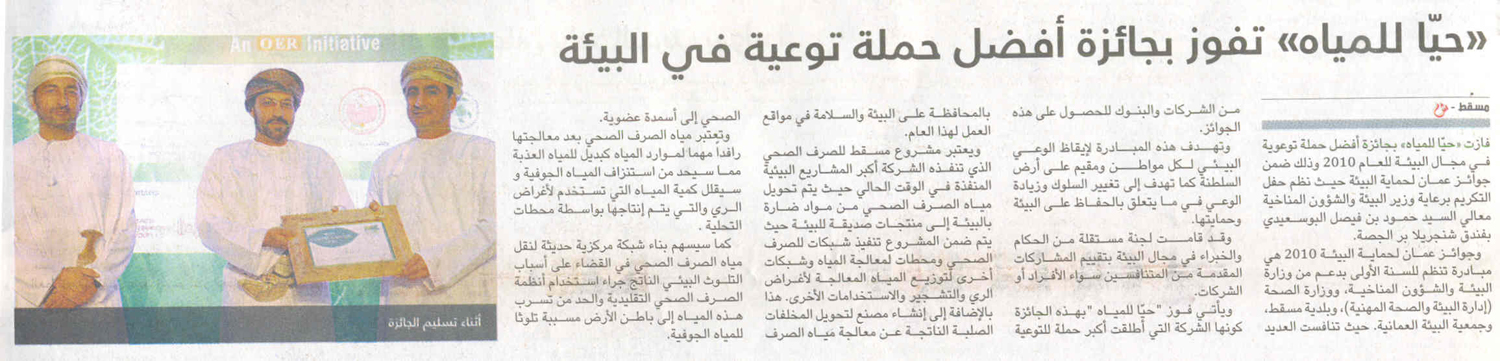 «حيّا للمياه» تفوز بجائزة أفضل حملة توعية في البيئة
مسقط -
فازت «حيّا للمياه» بجائزة أفضل حملة توعوية
في مجال البيئة للعام 2010 وذلك ضمن
جوائز عمان لحماية البيئة حيث نظم حفل
التكريم برعاية وزير البيئة والشؤون المناخية
معالي السيد حمود بن فيصل البوسعيدي
بفندق شنجريلا بر الجصة.
وجوائز عمان لحماية البيئة 2010 هي
مبادرة تنظم للسنة الأولى بدعم من وزارة
البيئة والشؤون المناخية، ووزارة الصحة
(إدارة البيئة والصحة المهنية)، وبلدية مسقط،
وجمعية البيئة العمانية. حيث تنافست العديد
من الشركات والبنوك للحصول على هذه
الجوائز.
وتهدف هذه المبادرة لإيقاظ الوعي
البيئي لكل مواطن ومقيم على أرض
السلطنة كما تهدف إلى تغيير السلوك وزيادة
الوعي في ما يتعلق بالحفاظ على البيئة
وحمايتها.
وقد قامت لجنة مستقلة من الحكام
والخبراء في مجال البيئة بتقييم المشاركات
المقدمة من المتنافسين سواء الأفراد أو
الشركات.
ويأتي فوز "حيّا للمياه "بهذه الجائزة
كونها الشركة التي أطلقت أكبر حملة للتوعية
بالمحافظة على البيئة والسلامة في مواقع
العمل لهذا العام.
ويعتبر مشروع مسقط للصرف الصحي
الذي تنفذه الشركة أكبر المشاريع البيئية
المنفذة في الوقت الحالي حيث يتم تحويل
مياه الصرف الصحي من مواد ضارة
بالبيئة إلى منتجات صديقة للبيئة حيث
يتم ضمن المشروع تنفيذ شبكات للصرف
الصحي ومحطات لمعالجة المياه وشبكات
أخرى لتوزيع المياه المعالجة لأغراض
الري والتشجير والاستخدامات الأخرى. هذا
بالإضافة إلى إنشاء مصنع لتحويل المخلفات
الصلبة الناتجة عن معالجة مياه الصرف
الصحي إلى أسمدة عضوية.
وتعتبر مياه الصرف الصحي بعد معالجتها
رافداً مهما لموارد المياه كبديل للمياه العذبة
مما سيحد من استنزاف المياه الجوفية و
سيقلل كمية المياه التي تستخدم لأغراض
الري والتي يتم إنتاجها بواسطة محطات
التحلية .
كما سيسهم بناء شبكة مركزية حديثة لنقل
مياه الصرف الصحي في القضاء على أسباب
التلوث البيئي الناتج جراء استخدام أنظمة
الصرف الصحي التقليدية والحد من تسرب
هذه المياه إلى باطن الأرض مسببة تلوثا
للمياه الجوفية.
An OER Initiative
أثناء تسليم الجائزة